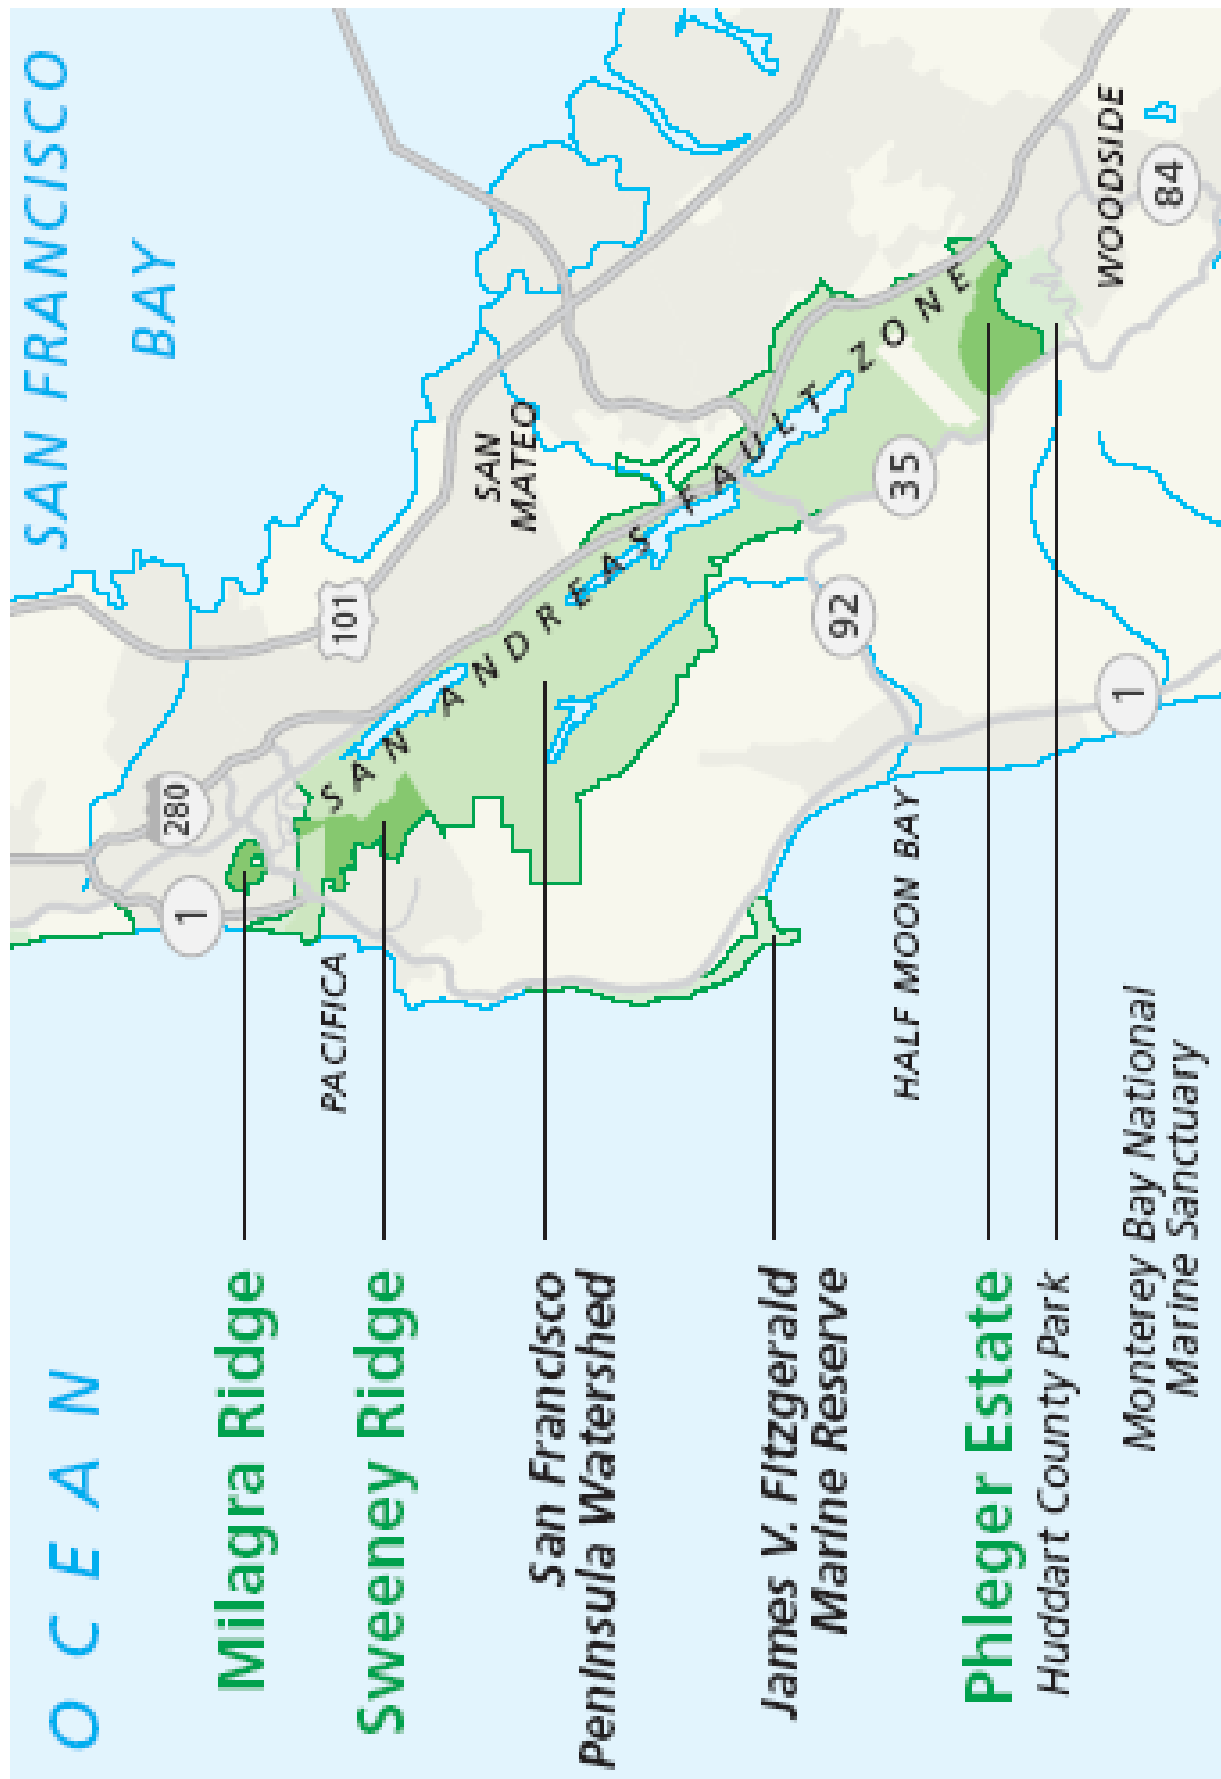 OCEAN
SAN FRANCISCO
BAY
280
1
101
Milagra Ridge
PACIFICA
Sweeney Ridge
SAN ANDREAS FAULT ZONE
SAN
MATEO
San Francisco
Peninsula Watershed
James V. Fitzgerald
Marine Reserve
92
35
HALF MOON BAY
Phleger Estate
Huddart County Park
WOODSIDE
84
1
Monterey Bay National
Marine Sanctuary